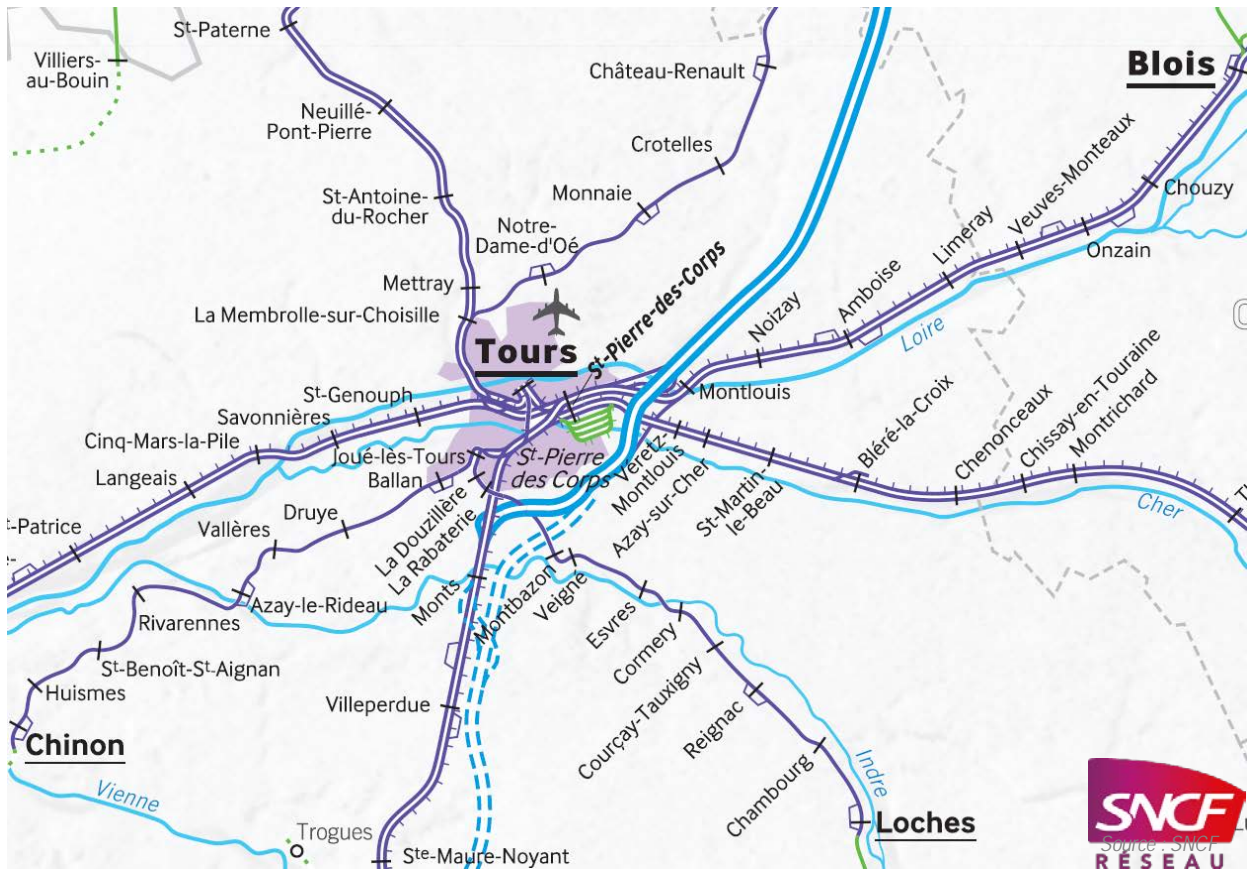 St-Paterne
Villiers-
au-Bouin
Château-Renault
Blois
Neuillé-
Pont-Pierre
Crotelles
Veuves-Monteaux
Chouzy
St-Antoine-
du-Rocher
Monnaie
Notre-
Dame-d'Oé
Limeray
Onzain
Mettray
St-Pierre-des-Corps
Amboise
La Membrolle-sur-Choisille
Noizay
Loire
Tours
St-Genouph
Montlouis
Savonnières
Bléré-la-Croix
Chissay-en-Touraine
Montrichard
Chenonceaux
Cinq-Mars-la-Pile
Joué-lès-Tours
St-Pierre
des Corps
Véretz-
Montlouis
Langeais
Ballan
Azay-sur-Cher
St-Martin-
le-Beau
Cher
Druye
La Douzillère
La Rabaterie
t-Patrice
Vallères
Monts
Montbazon
Veigné
Azay-le-Rideau
Rivarennes
Esvres
Cormery
St-Benoît-St-Aignan
Huismes
Villeperdue
Courçay-Tauxigny
Reignac
Chinon
Chambourg
Indre
Vienne
Trogues
Loches
Ste-Maure-Noyant
SNCF
Source : SNCF
RÉSEAU